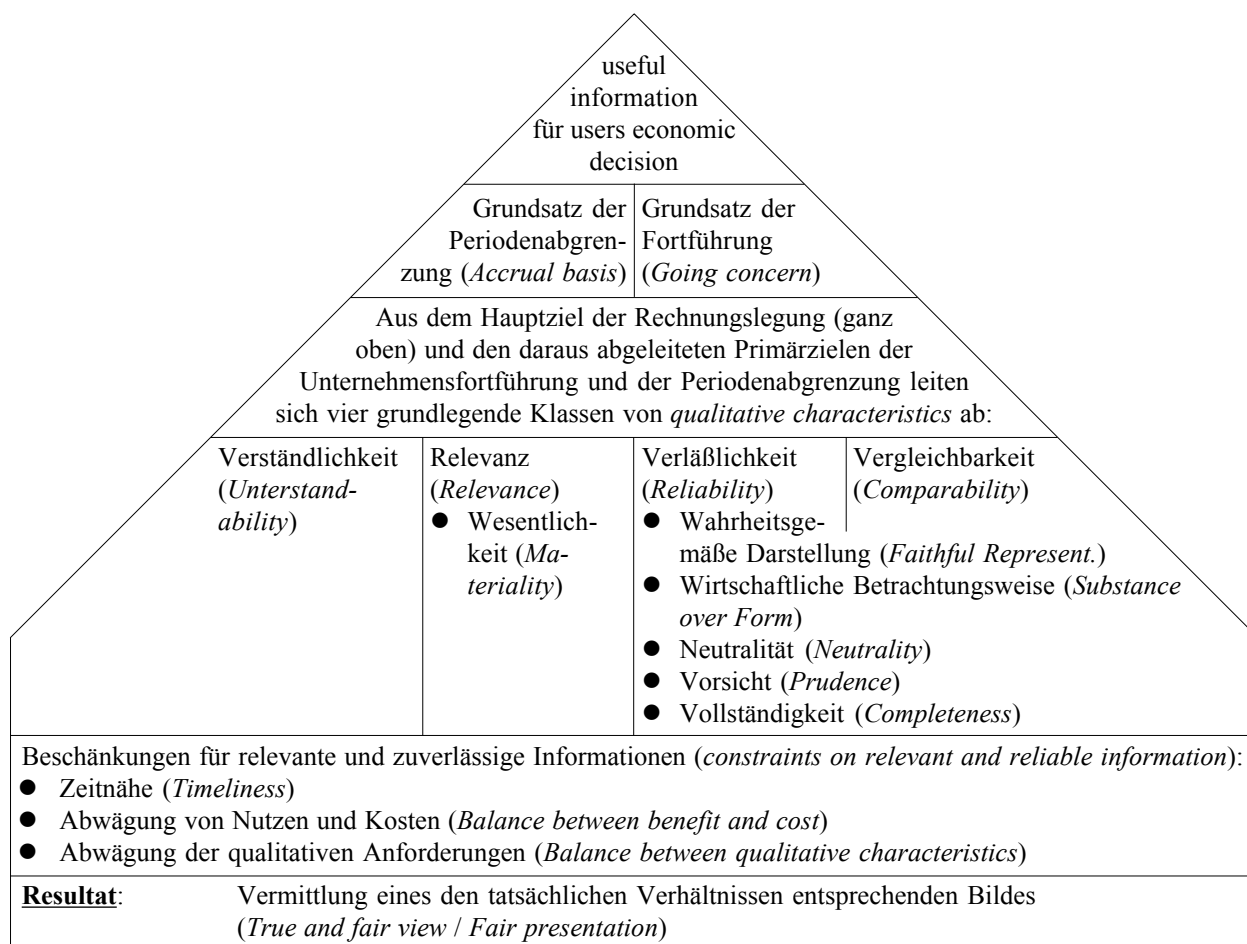 useful
information
für users economic
decision
Grundsatz der
Periodenabgren-
zung (Accrual basis)
Grundsatz der
Fortführung
(Going concern)
Aus dem Hauptziel der Rechnungslegung (ganz
oben) und den daraus abgeleiteten Primärzielen der
Unternehmensfortführung und der Periodenabgrenzung leiten
sich vier grundlegende Klassen von qualitative characteristics ab:
Verständlichkeit
(Unterstand-
ability)
Relevanz
(Relevance)
● Wesentlich-
keit (Ma-
teriality)
Verläßlichkeit
(Reliability)
● Wahrheitsge-
mäße Darstellung (Faithful Represent.)
● Wirtschaftliche Betrachtungsweise (Substance
over Form)
● Neutralität (Neutrality)
● Vorsicht (Prudence)
● Vollständigkeit (Completeness)
Vergleichbarkeit
(Comparability)
Beschänkungen für relevante und zuverlässige Informationen (constraints on relevant and reliable information):
● Zeitnähe (Timeliness)
● Abwägung von Nutzen und Kosten (Balance between benefit and cost)
● Abwägung der qualitativen Anforderungen (Balance between qualitative characteristics)
Resultat: Vermittlung eines den tatsächlichen Verhältnissen entsprechenden Bildes
(True and fair view / Fair presentation)